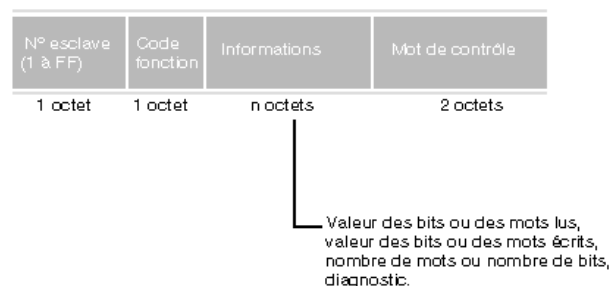 N° esclave
(1 à FF)
Code
fonction
Informations
Mot de contrôle
1 octet
1 octet
n octets
2 octets
Valeur des bits ou des mots lus,
valeur des bits ou des mots écrits,
nombre de mots ou nombre de bits,
diagnostic.